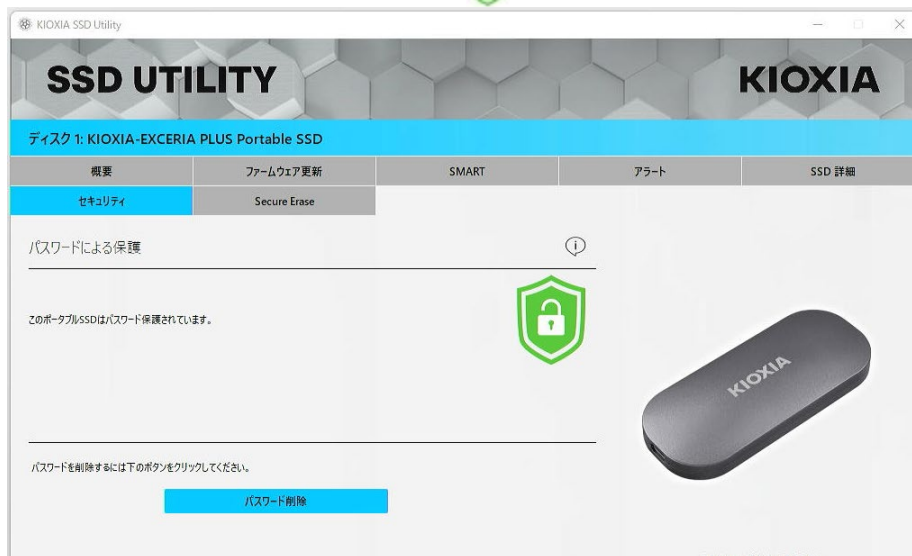 KIOXIA SSD Utility
SSD UTILITY
KIOXIA
ディスク 1: KIOXIA-EXCERIA PLUS Portable SSD
概要 ファームウェア更新 SMART アラート SSD 詳細
セキュリティ Secure Erase
パスワードによる保護
このポータブルSSDはパスワード保護されています。
KIOXIA
パスワードを削除するには下のボタンをクリックしてください。
パスワード削除